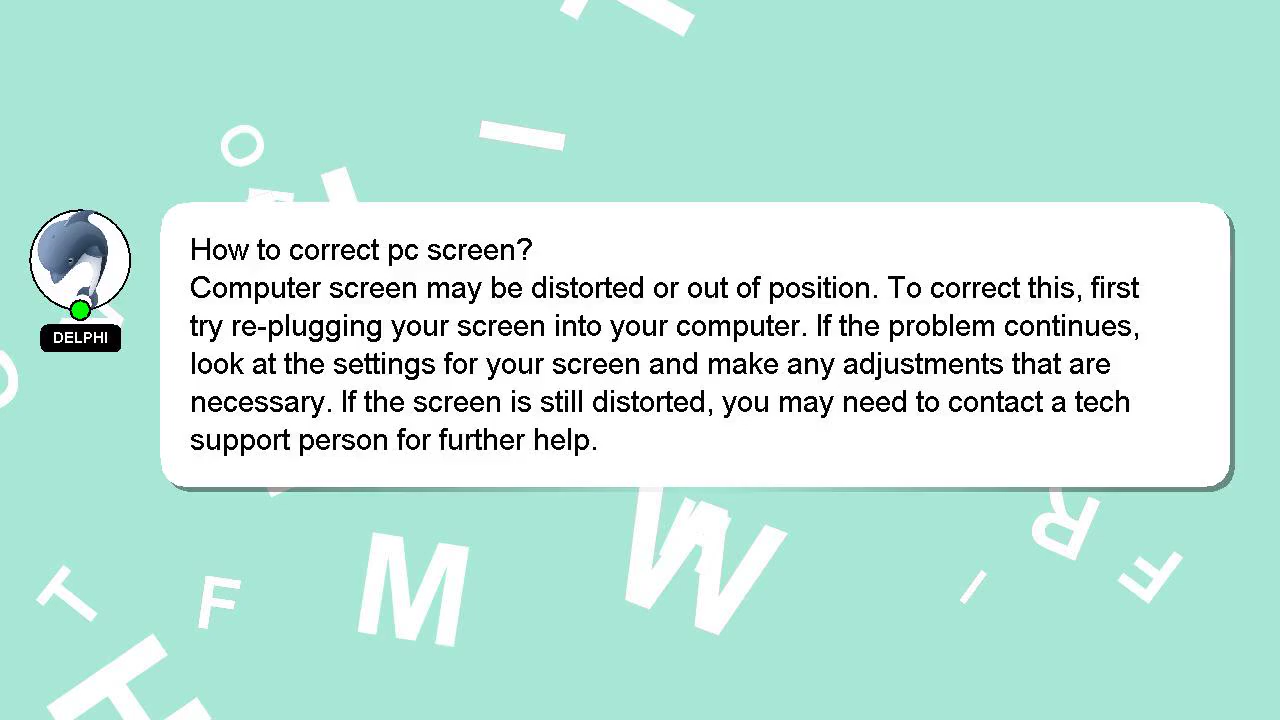 How to correct pc screen?
Computer screen may be distorted or out of position. To correct this, first
try re-plugging your screen into your computer. If the problem continues,
look at the settings for your screen and make any adjustments that are
necessary. If the screen is still distorted, you may need to contact a tech
support person for further help.
DELPHI
O
I
T
F
M
W
R
F
I
H